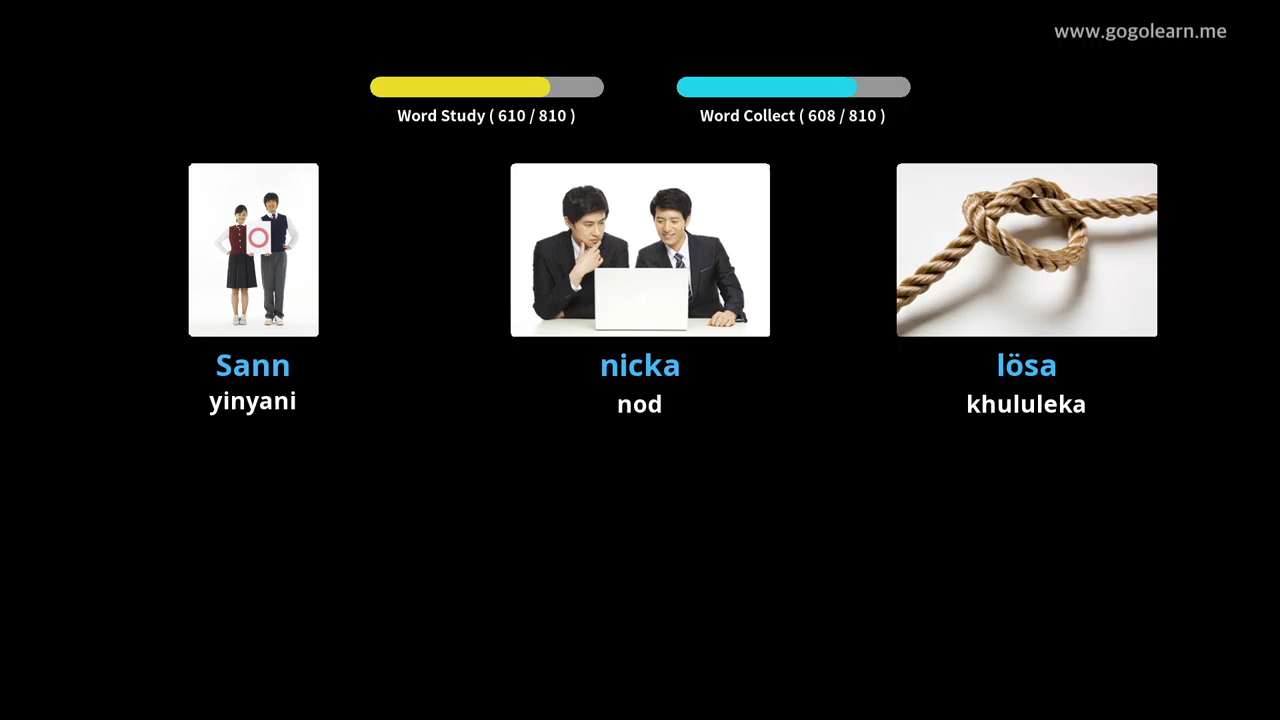 www.gogolearn.me
Word Study ( 610 / 810 )
Word Collect ( 608 / 810 )
Sann
yinyani
nicka
nod
lösa
khululeka